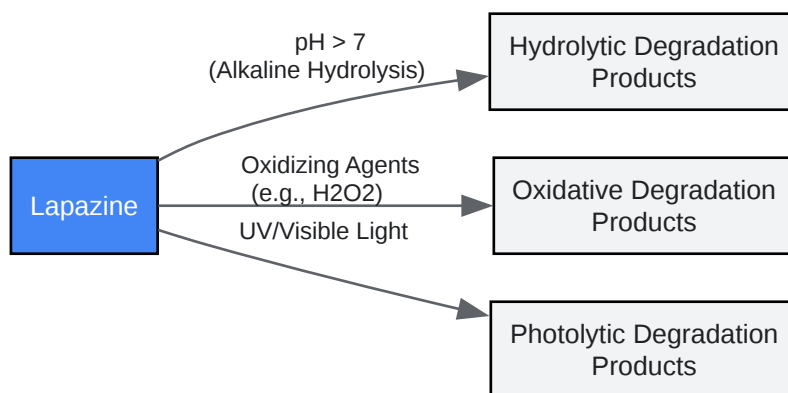 pH > 7
(Alkaline Hydrolysis)
Hydrolytic Degradation
Products
Lapazine
Oxidizing Agents
(e.g., H2O2)
Oxidative Degradation
Products
UV/Visible Light
Photolytic Degradation
Products